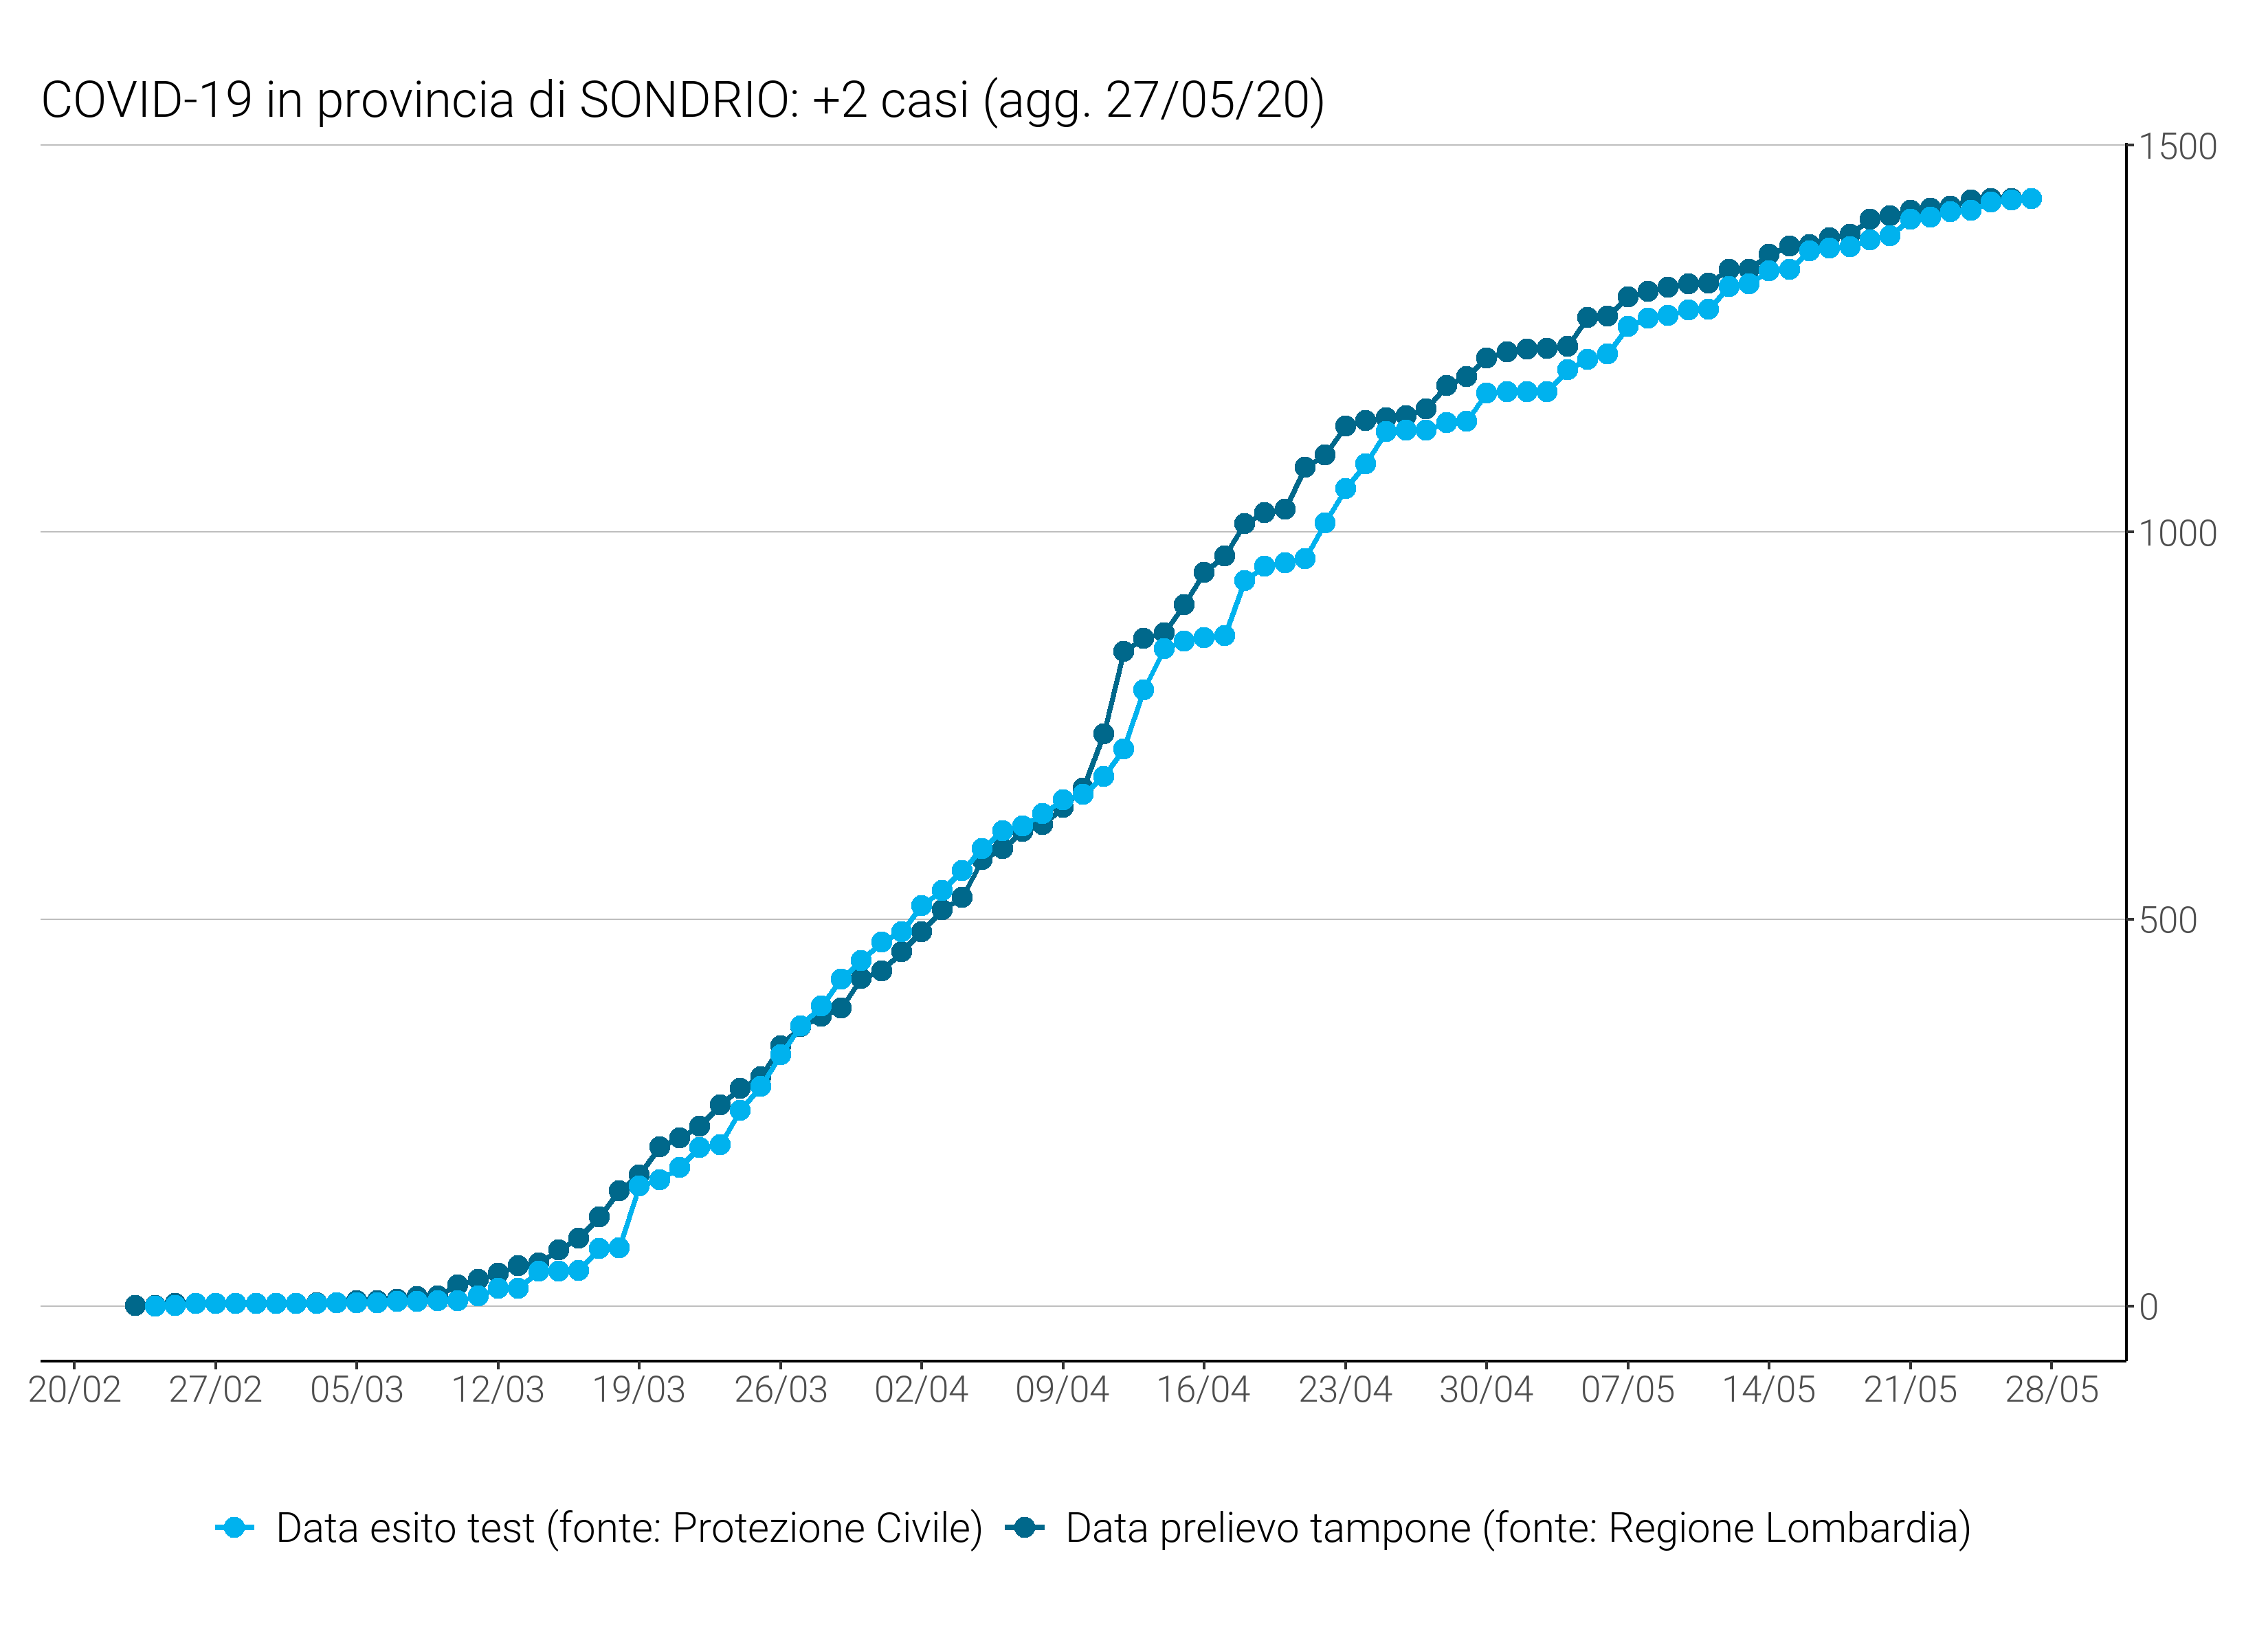 COVID-19 in provincia di SONDRIO: +2 casi (agg. 27/05/20)
1500
1000
500
0
20/02 27/02 05/03 12/03 19/03 26/03 02/04 09/04 16/04 23/04 30/04 07/05 14/05 21/05 28/05
Data esito test (fonte: Protezione Civile) Data prelievo tampone (fonte: Regione Lombardia)